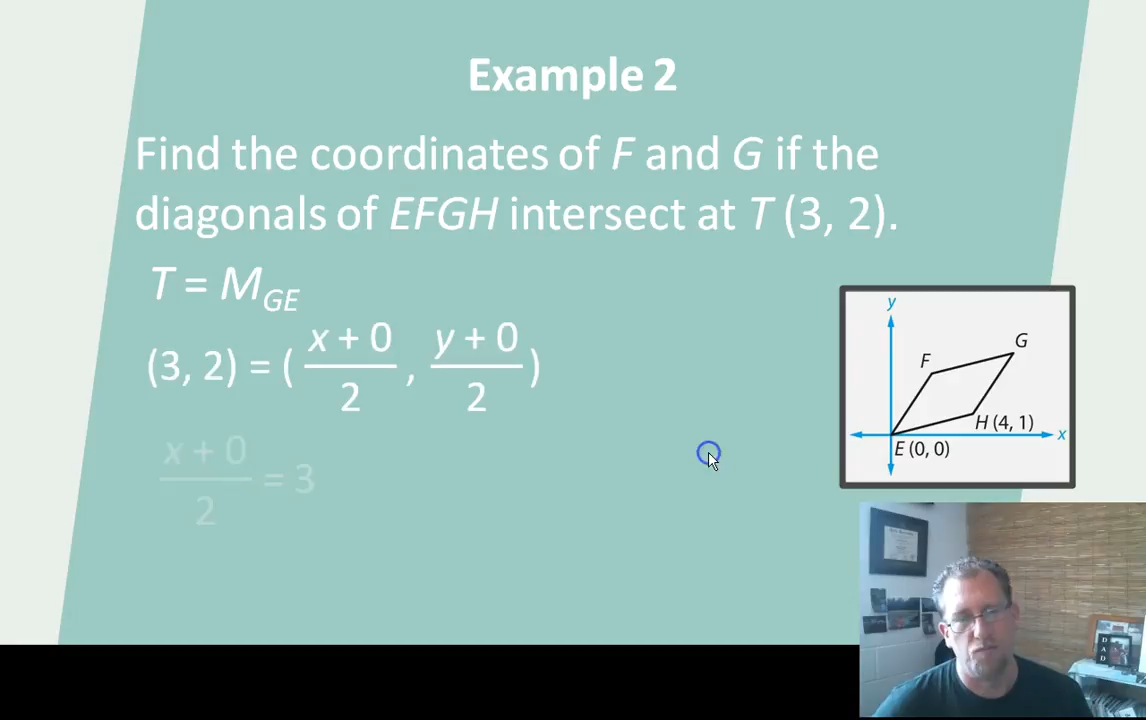 Example 2
Find the coordinates of F and G if the
diagonals of EFGH intersect at T (3, 2).
T = M_GE
(3, 2) = ( x + 0 / 2 , y + 0 / 2 )
x + 0 / 2 = 3
y
G
F
H (4, 1)
x
E (0, 0)
DAD